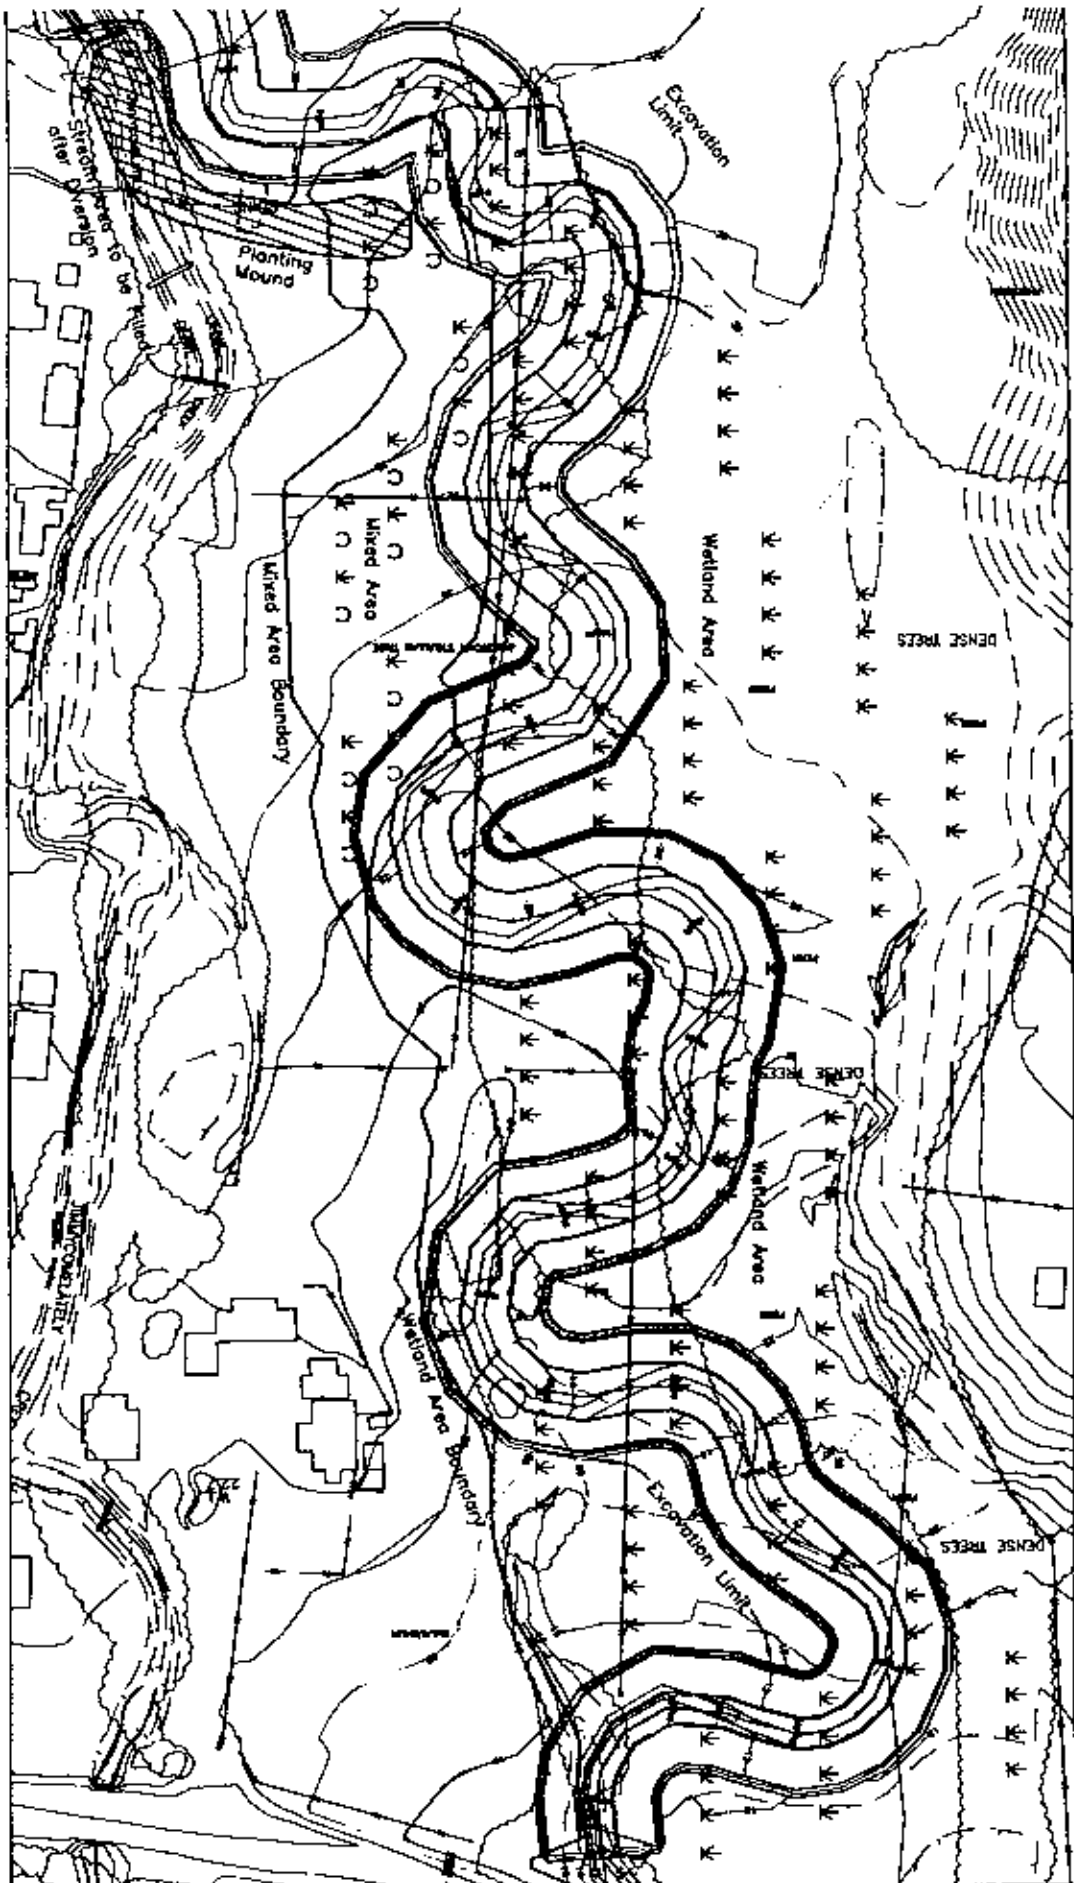 Excavation
Limit
Stream Area to be filled
after Diversion
Planting
Mound
Mixed Area
Mixed Area Boundary
Wetland Area
DENSE TREES
DENSE TREES
Wetland Area
Wetland Area Boundary
Excavation Limit
DENSE TREES